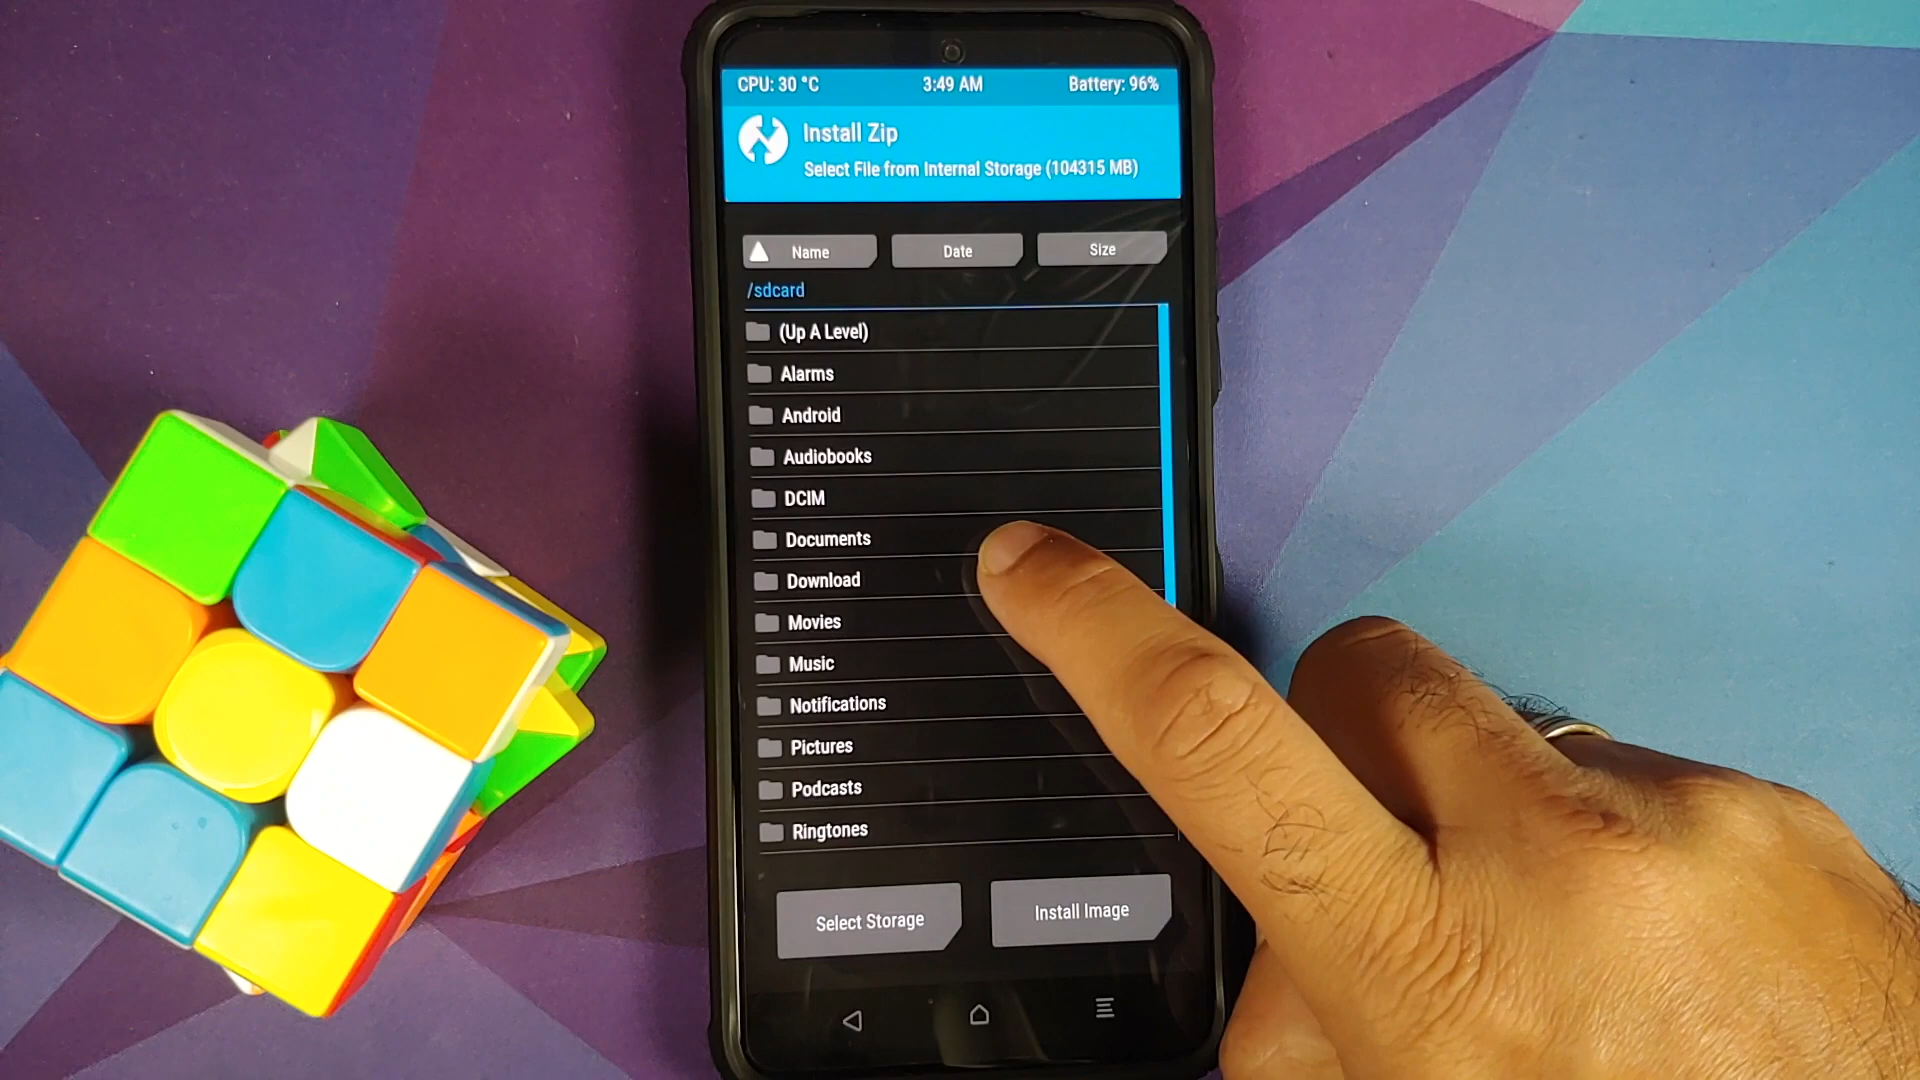 CPU: 30 °C 3:49 AM Battery: 96%
Install Zip
Select File from Internal Storage (104315 MB)
Name Date Size
/sdcard
(Up A Level)
Alarms
Android
Audiobooks
DCIM
Documents
Download
Movies
Music
Notifications
Pictures
Podcasts
Ringtones
Select Storage Install Image